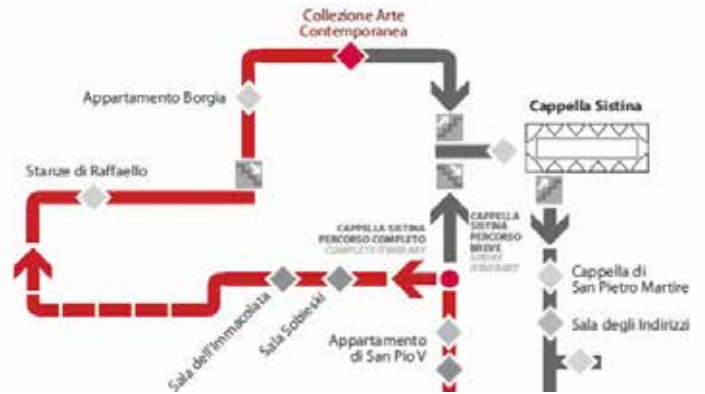 Collezione Arte
Contemporanea
Appartamento Borgia
Cappella Sistina
Stanze di Raffaello
CAPPELLA SISTINA
PERCORSO COMPLETO
COMPLETE ITINERARY
CAPPELLA
SISTINA
PERCORSO
BREVE
SHORT
ITINERARY
Cappella di
San Pietro Martire
Sala degli Indirizzi
Sala dell'Immacolata
Sala Sobieski
Appartamento
di San Pio V